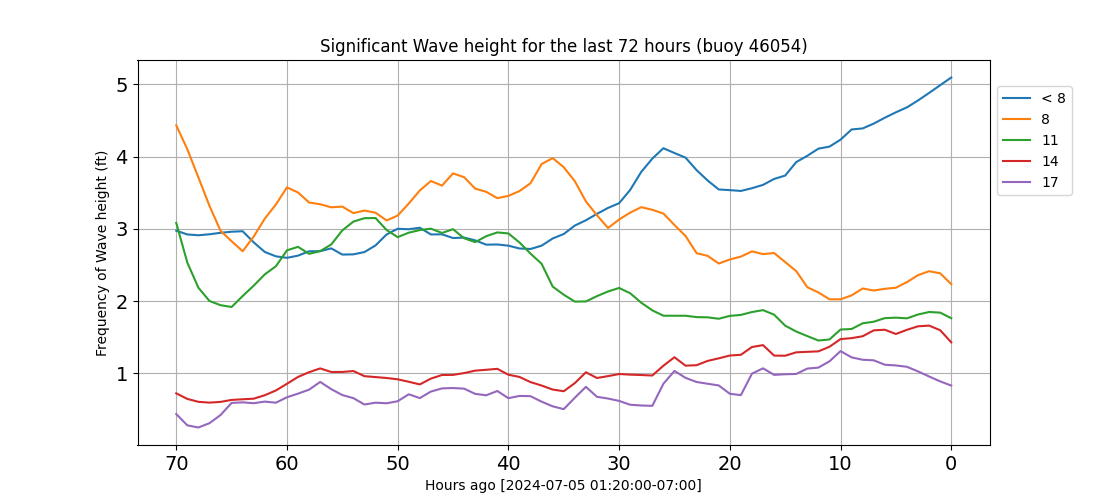 Significant Wave height for the last 72 hours (buoy 46054)
Frequency of Wave height (ft)
5
4
3
2
1
70 60 50 40 30 20 10 0
Hours ago [2024-07-05 01:20:00-07:00]
< 8
8
11
14
17